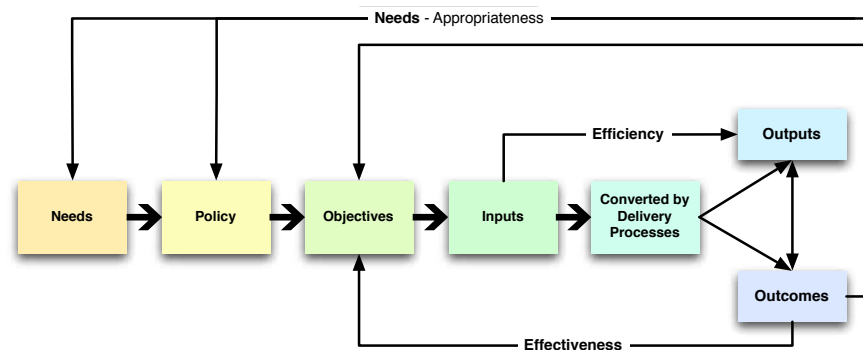 Needs - Appropriateness
Efficiency
Outputs
Needs
Policy
Objectives
Inputs
Converted by
Delivery
Processes
Outcomes
Effectiveness